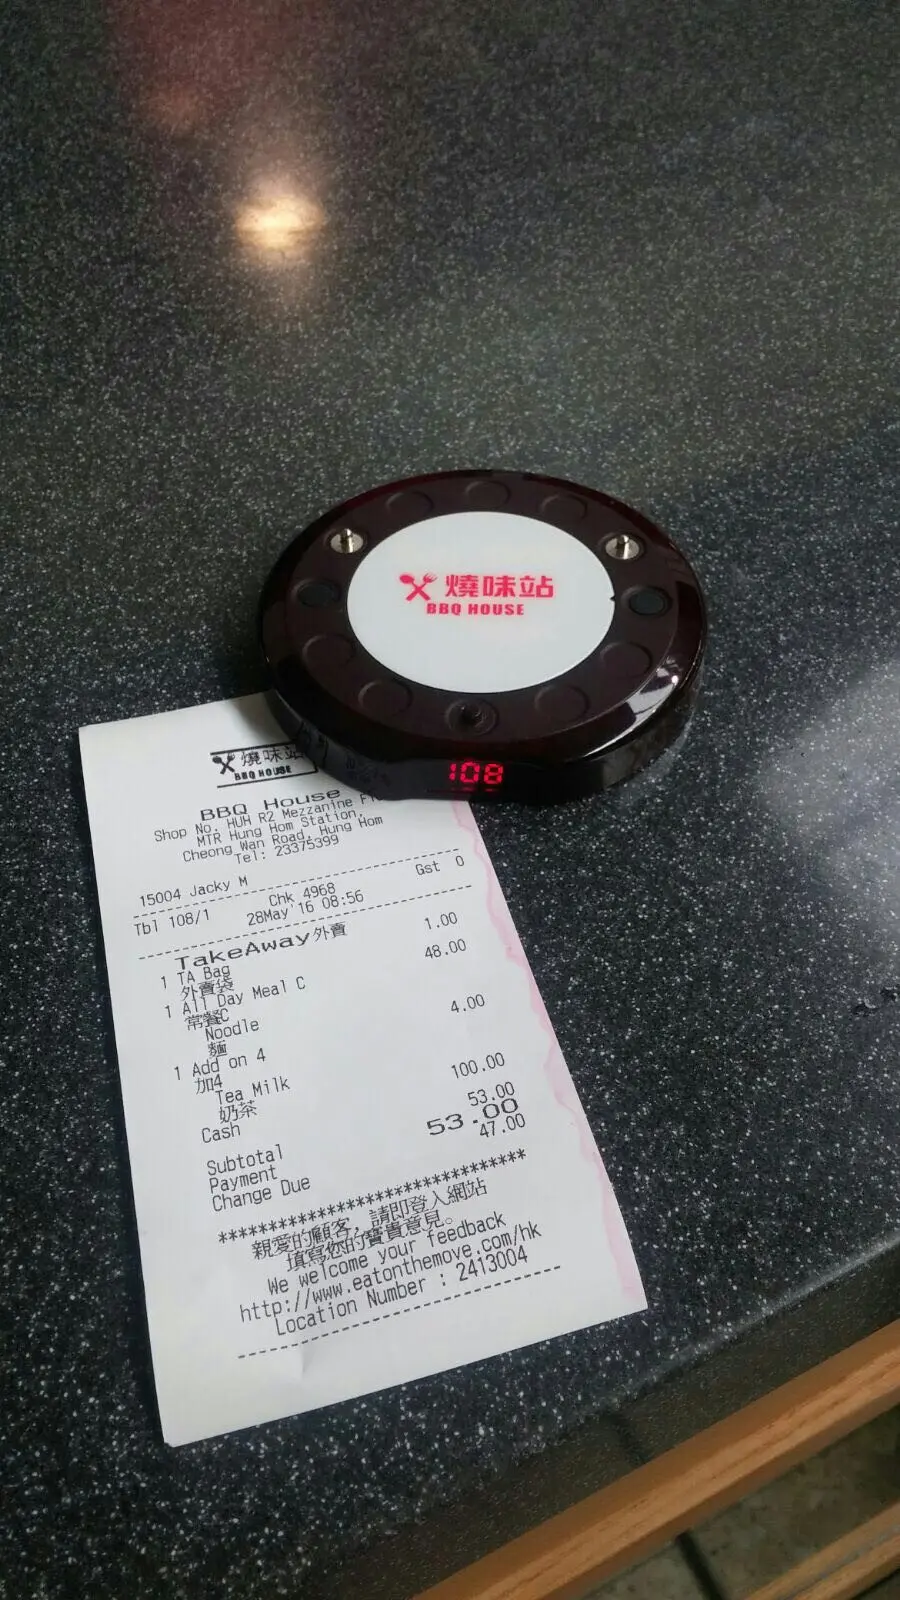 燒味站
BBQ HOUSE
108
燒味站
BBQ HOUSE
BBQ House
Shop No. HUH R2 Mezzanine
MTR Hung Hom Station,
Cheong Wan Road, Hung Hom
Tel: 23375399
15004 Jacky M Gst 0
Chk 4968
Tbl 108/1 28May'16 08:56
TakeAway外賣
1 TA Bag 1.00
外賣袋
1 All Day Meal C 48.00
常餐C
Noodle
麵
1 Add on 4 4.00
加4
Tea Milk
奶茶
Cash 100.00
Subtotal 53.00
Payment 53.00
Change Due 47.00
********************************
親愛的顧客，請即登入網站
填寫您的寶貴意見。
We welcome your feedback
http://www.eatonthemove.com/hk
Location Number : 2413004